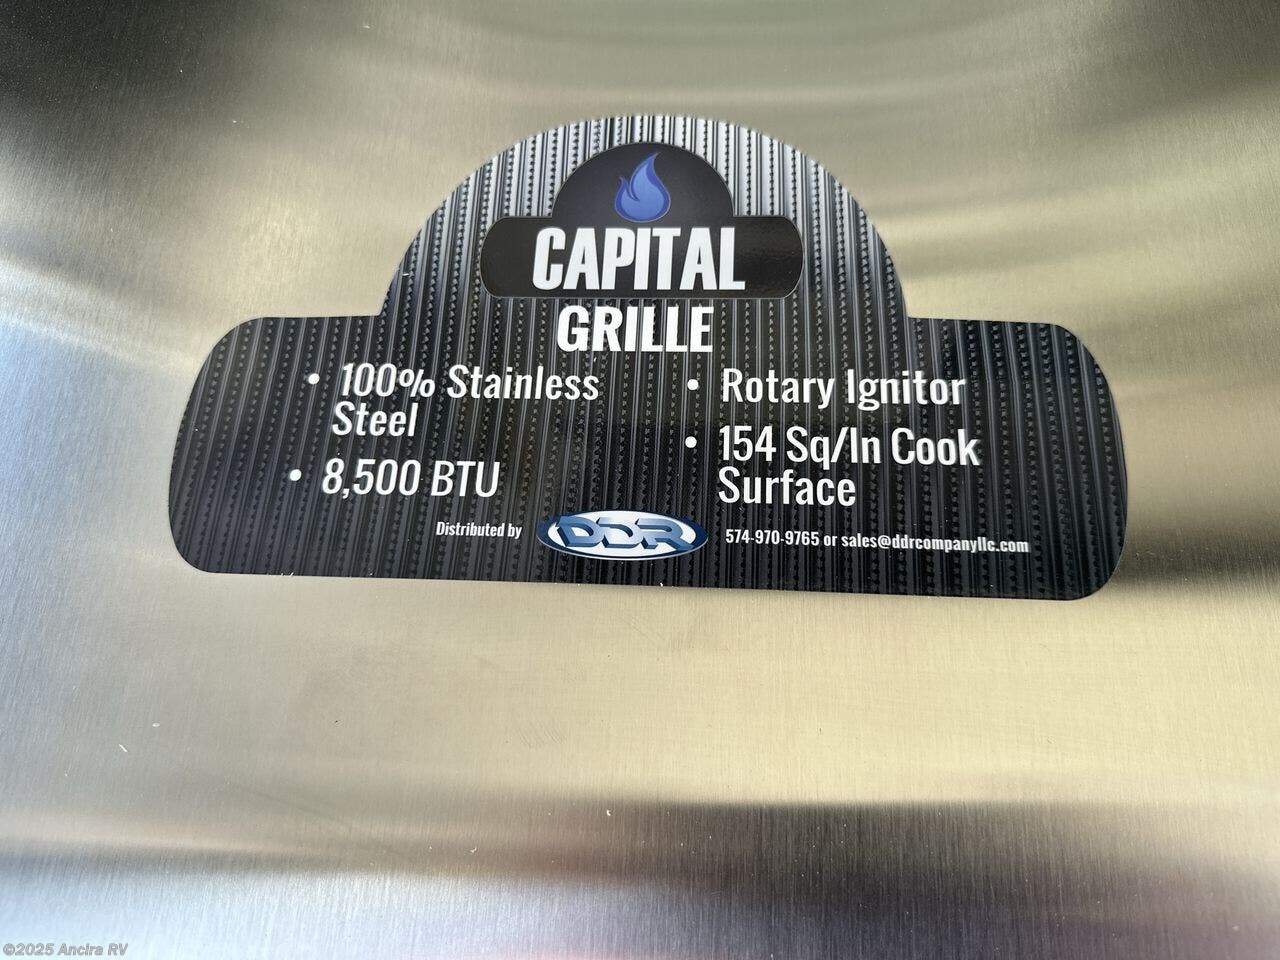 CAPITAL
GRILLE
• 100% Stainless
Steel
• 8,500 BTU
• Rotary Ignitor
• 154 Sq/In Cook
Surface
Distributed by
DDR
574-970-9765 or sales@ddrcompanyllc.com
©2025 Ancira RV